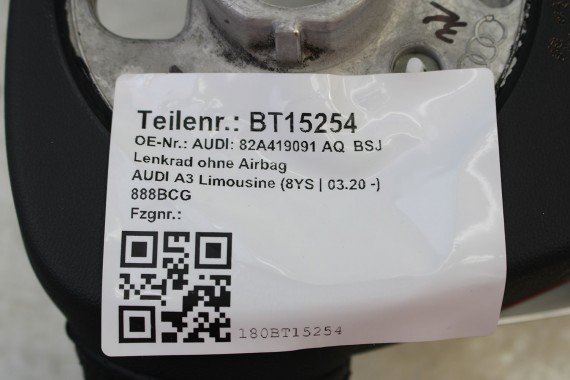 Teilenr.: BT15254
OE-Nr.: AUDI: 82A419091 AQ BSJ
Lenkrad ohne Airbag
AUDI A3 Limousine (8YS | 03.20 -)
888BCG
Fzgnr.:
180BT15254